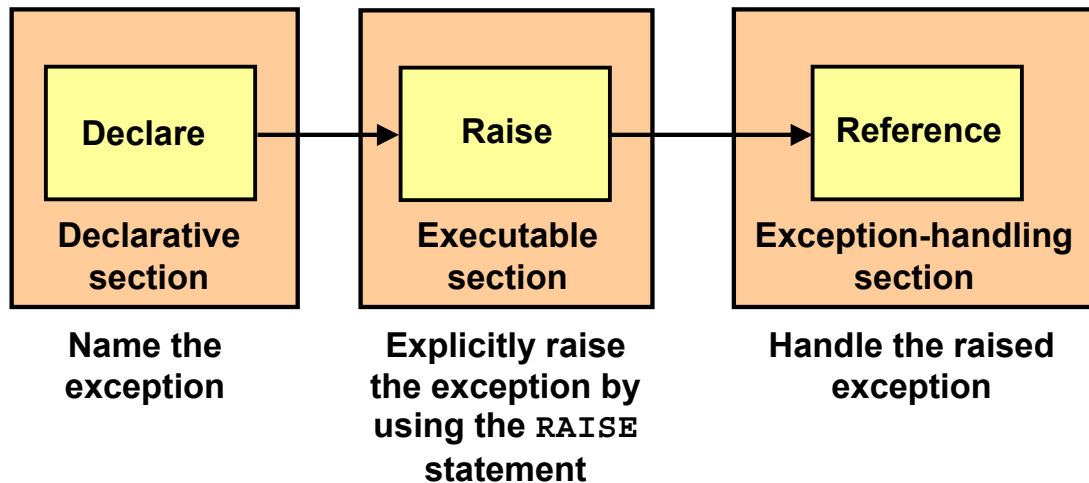 Declare
Declarative
section
Name the
exception
Raise
Executable
section
Explicitly raise
the exception by
using the RAISE
statement
Reference
Exception-handling
section
Handle the raised
exception